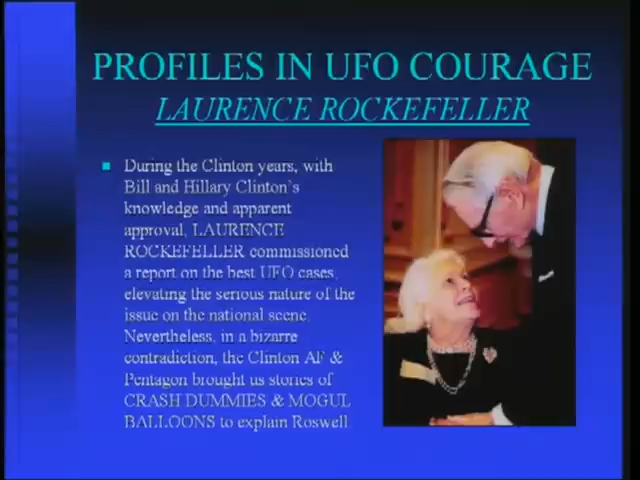 PROFILES IN UFO COURAGE
LAURENCE ROCKEFELLER
During the Clinton years, with
Bill and Hillary Clinton's
knowledge and apparent
approval, LAURENCE
ROCKEFELLER commissioned
a report on the best UFO cases,
elevating the serious nature of the
issue on the national scene.
Nevertheless, in a bizarre
contradiction, the Clinton AF &
Pentagon brought us stories of
CRASH DUMMIES & MOGUL
BALLOONS to explain Roswell